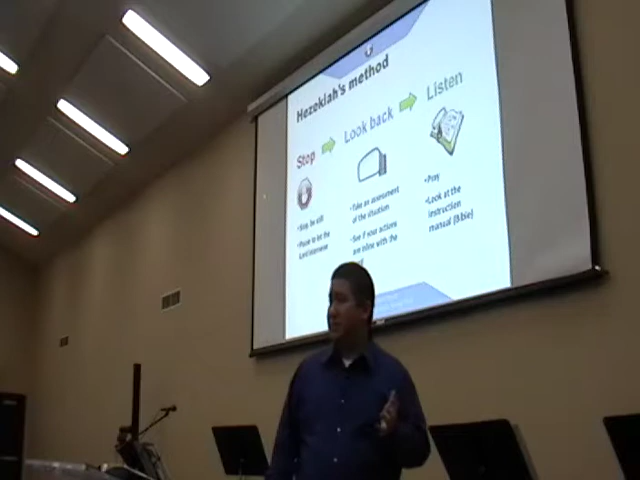 Hezekiah's method
Stop
Look back
Listen
•Stop, be still
•Pause to let the
Lord intervene
•Take an assessment
of the situation
•See if your actions
are inline with the
•Pray
•Look at the
instruction
manual (Bible)